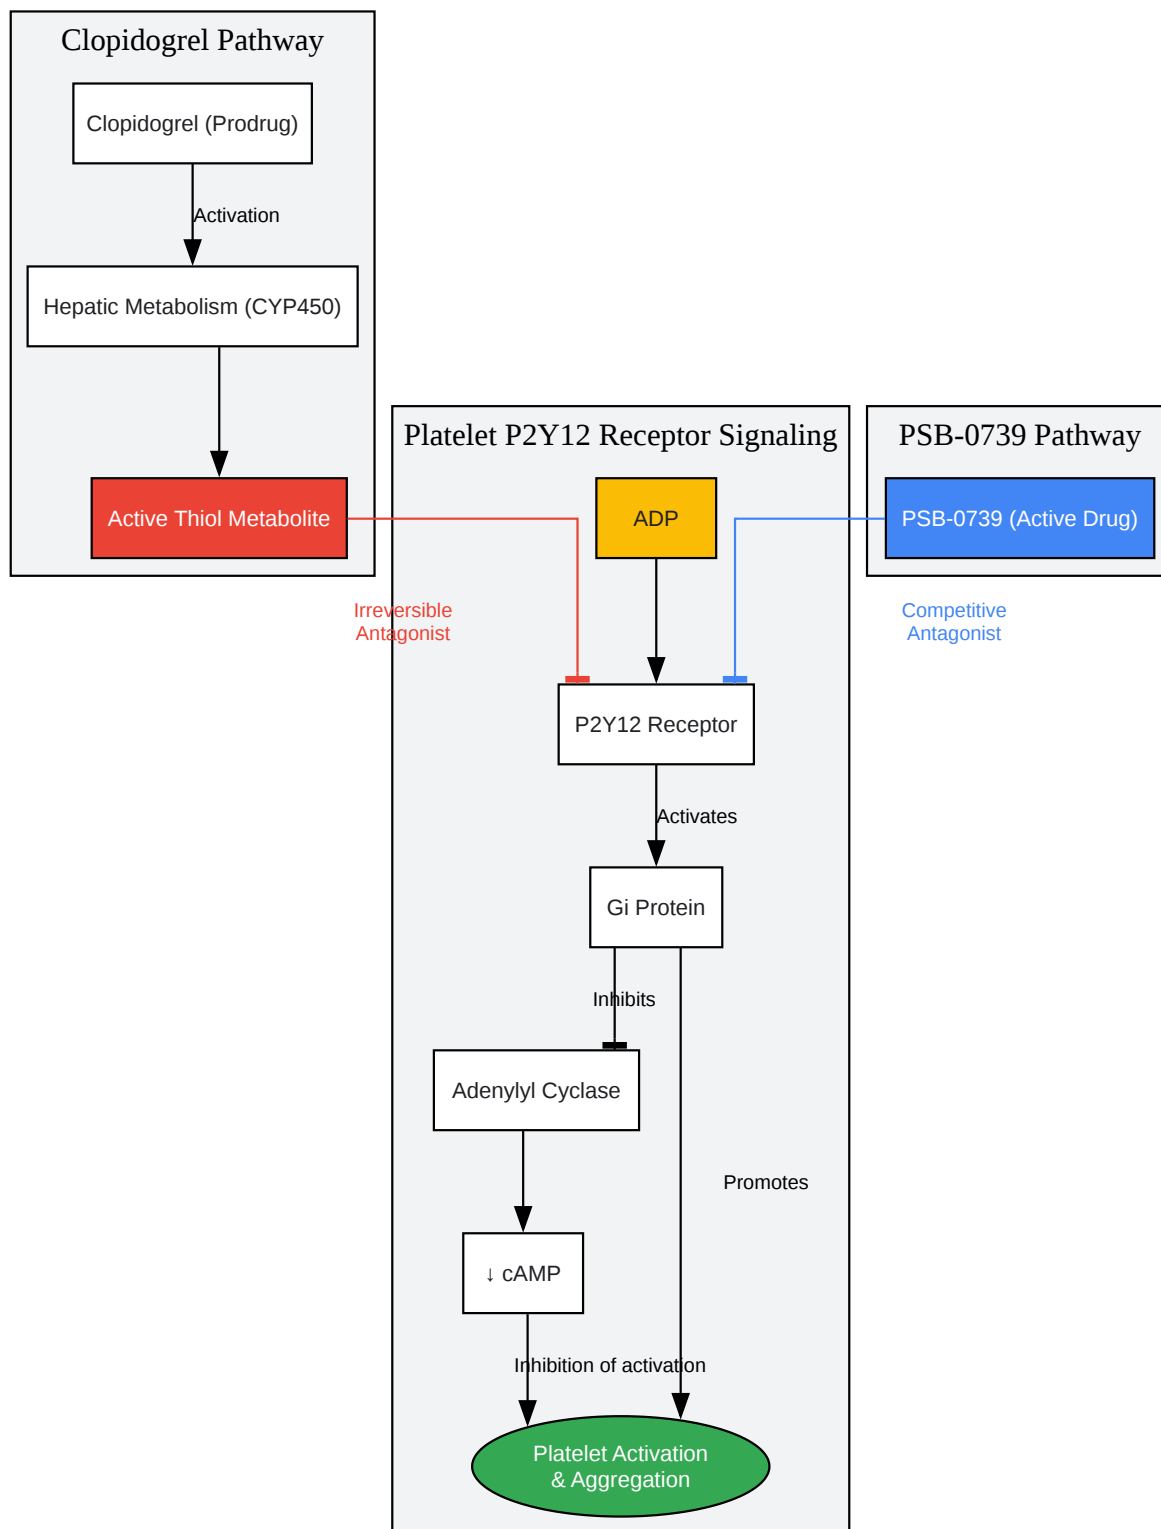 Clopidogrel Pathway
Clopidogrel (Prodrug)
Activation
Hepatic Metabolism (CYP450)
Active Thiol Metabolite
Irreversible
Antagonist
Platelet P2Y12 Receptor Signaling
ADP
PSB-0739 Pathway
PSB-0739 (Active Drug)
Competitive
Antagonist
P2Y12 Receptor
Activates
Gi Protein
Inhibits
Adenylyl Cyclase
Promotes
↓ cAMP
Inhibition of activation
Platelet Activation
& Aggregation